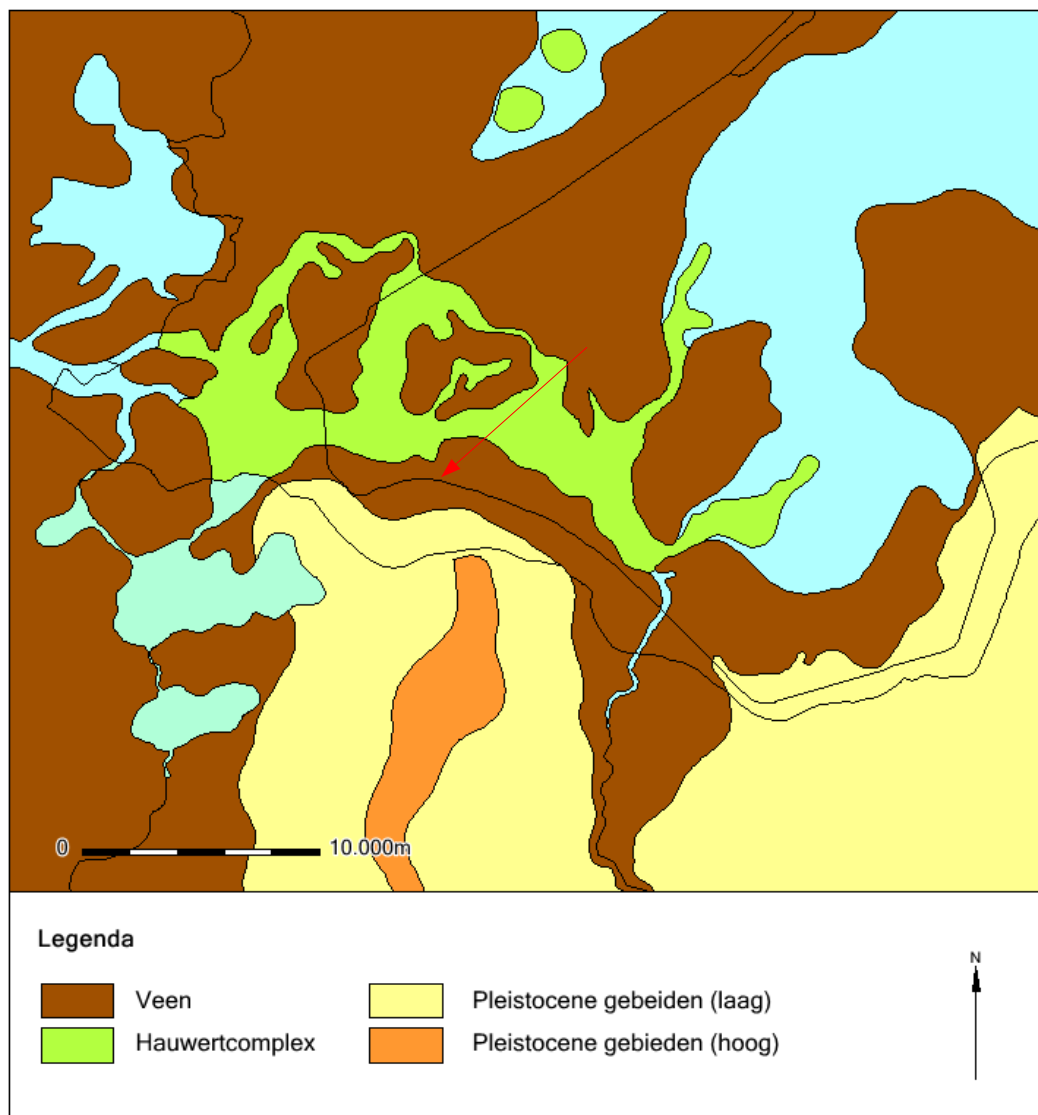 0 10.000m
Legenda
N
Veen Pleistocene gebeiden (laag)
Hauwertcomplex Pleistocene gebieden (hoog)